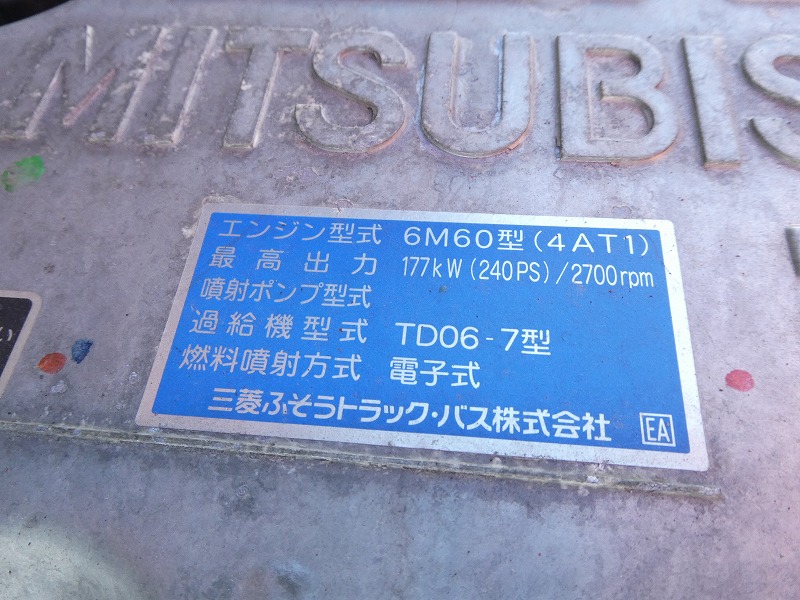 MITSUBIS
エンジン型式 6M60型(4AT1)
最高出力 177kW(240PS)/2700rpm
噴射ポンプ型式
過給機型式 TD06-7型
燃料噴射方式 電子式
三菱ふそうトラック・バス株式会社 EA
い